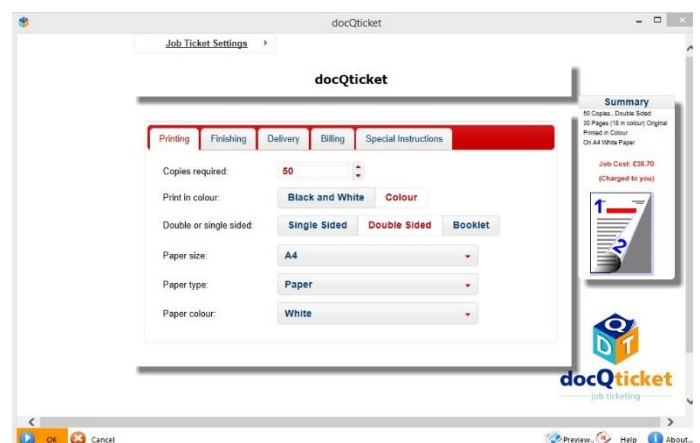 docQticket
Job Ticket Settings >
docQticket
Printing Finishing Delivery Billing Special Instructions
Copies required: 50
Print in colour: Black and White Colour
Double or single sided: Single Sided Double Sided Booklet
Paper size: A4
Paper type: Paper
Paper colour: White
Summary
50 Copies , Double Sided
30 Pages (18 in colour) Original
Printed in Colour
On A4 White Paper
Job Cost: £38.70
(Charged to you)
1
2
Q
D T
docQticket
job ticketing
OK Cancel Preview.. Help About..